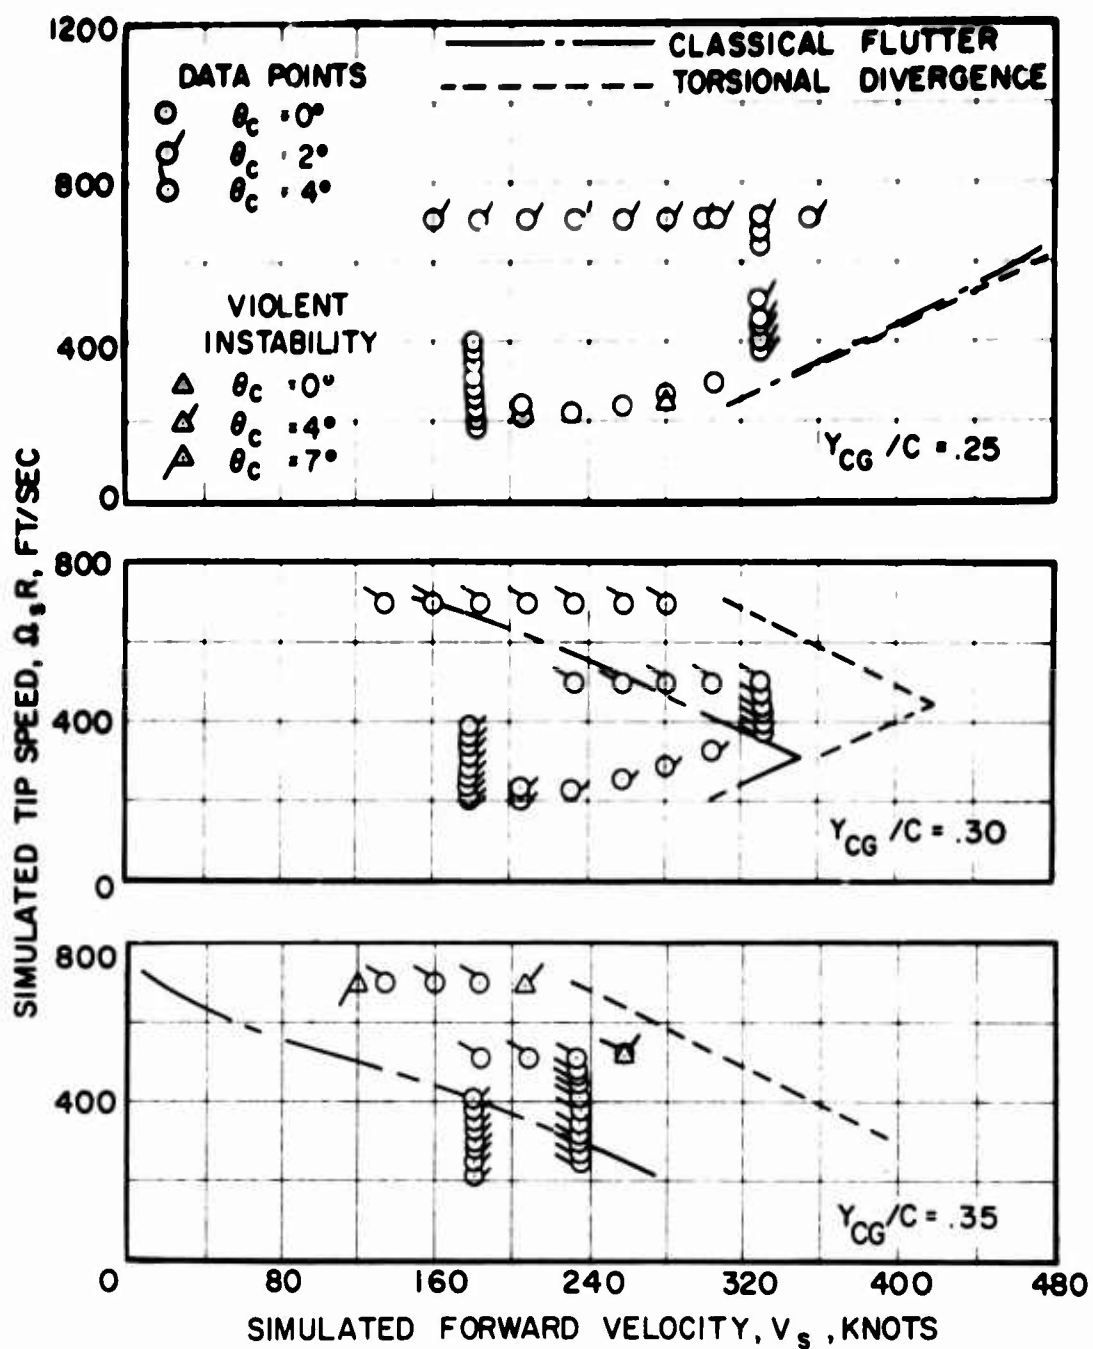 1200
CLASSICAL FLUTTER
DATA POINTS
TORSIONAL DIVERGENCE
θc = 0°
θc = 2°
θc = 4°
800
VIOLENT
INSTABILITY
400
θc = 0°
θc = 4°
θc = 7°
YCG /C = .25
0
SIMULATED TIP SPEED, ΩsR, FT/SEC
800
400
YCG /C = .30
0
800
400
YCG/C = .35
0 80 160 240 320 400 480
SIMULATED FORWARD VELOCITY, Vs, KNOTS